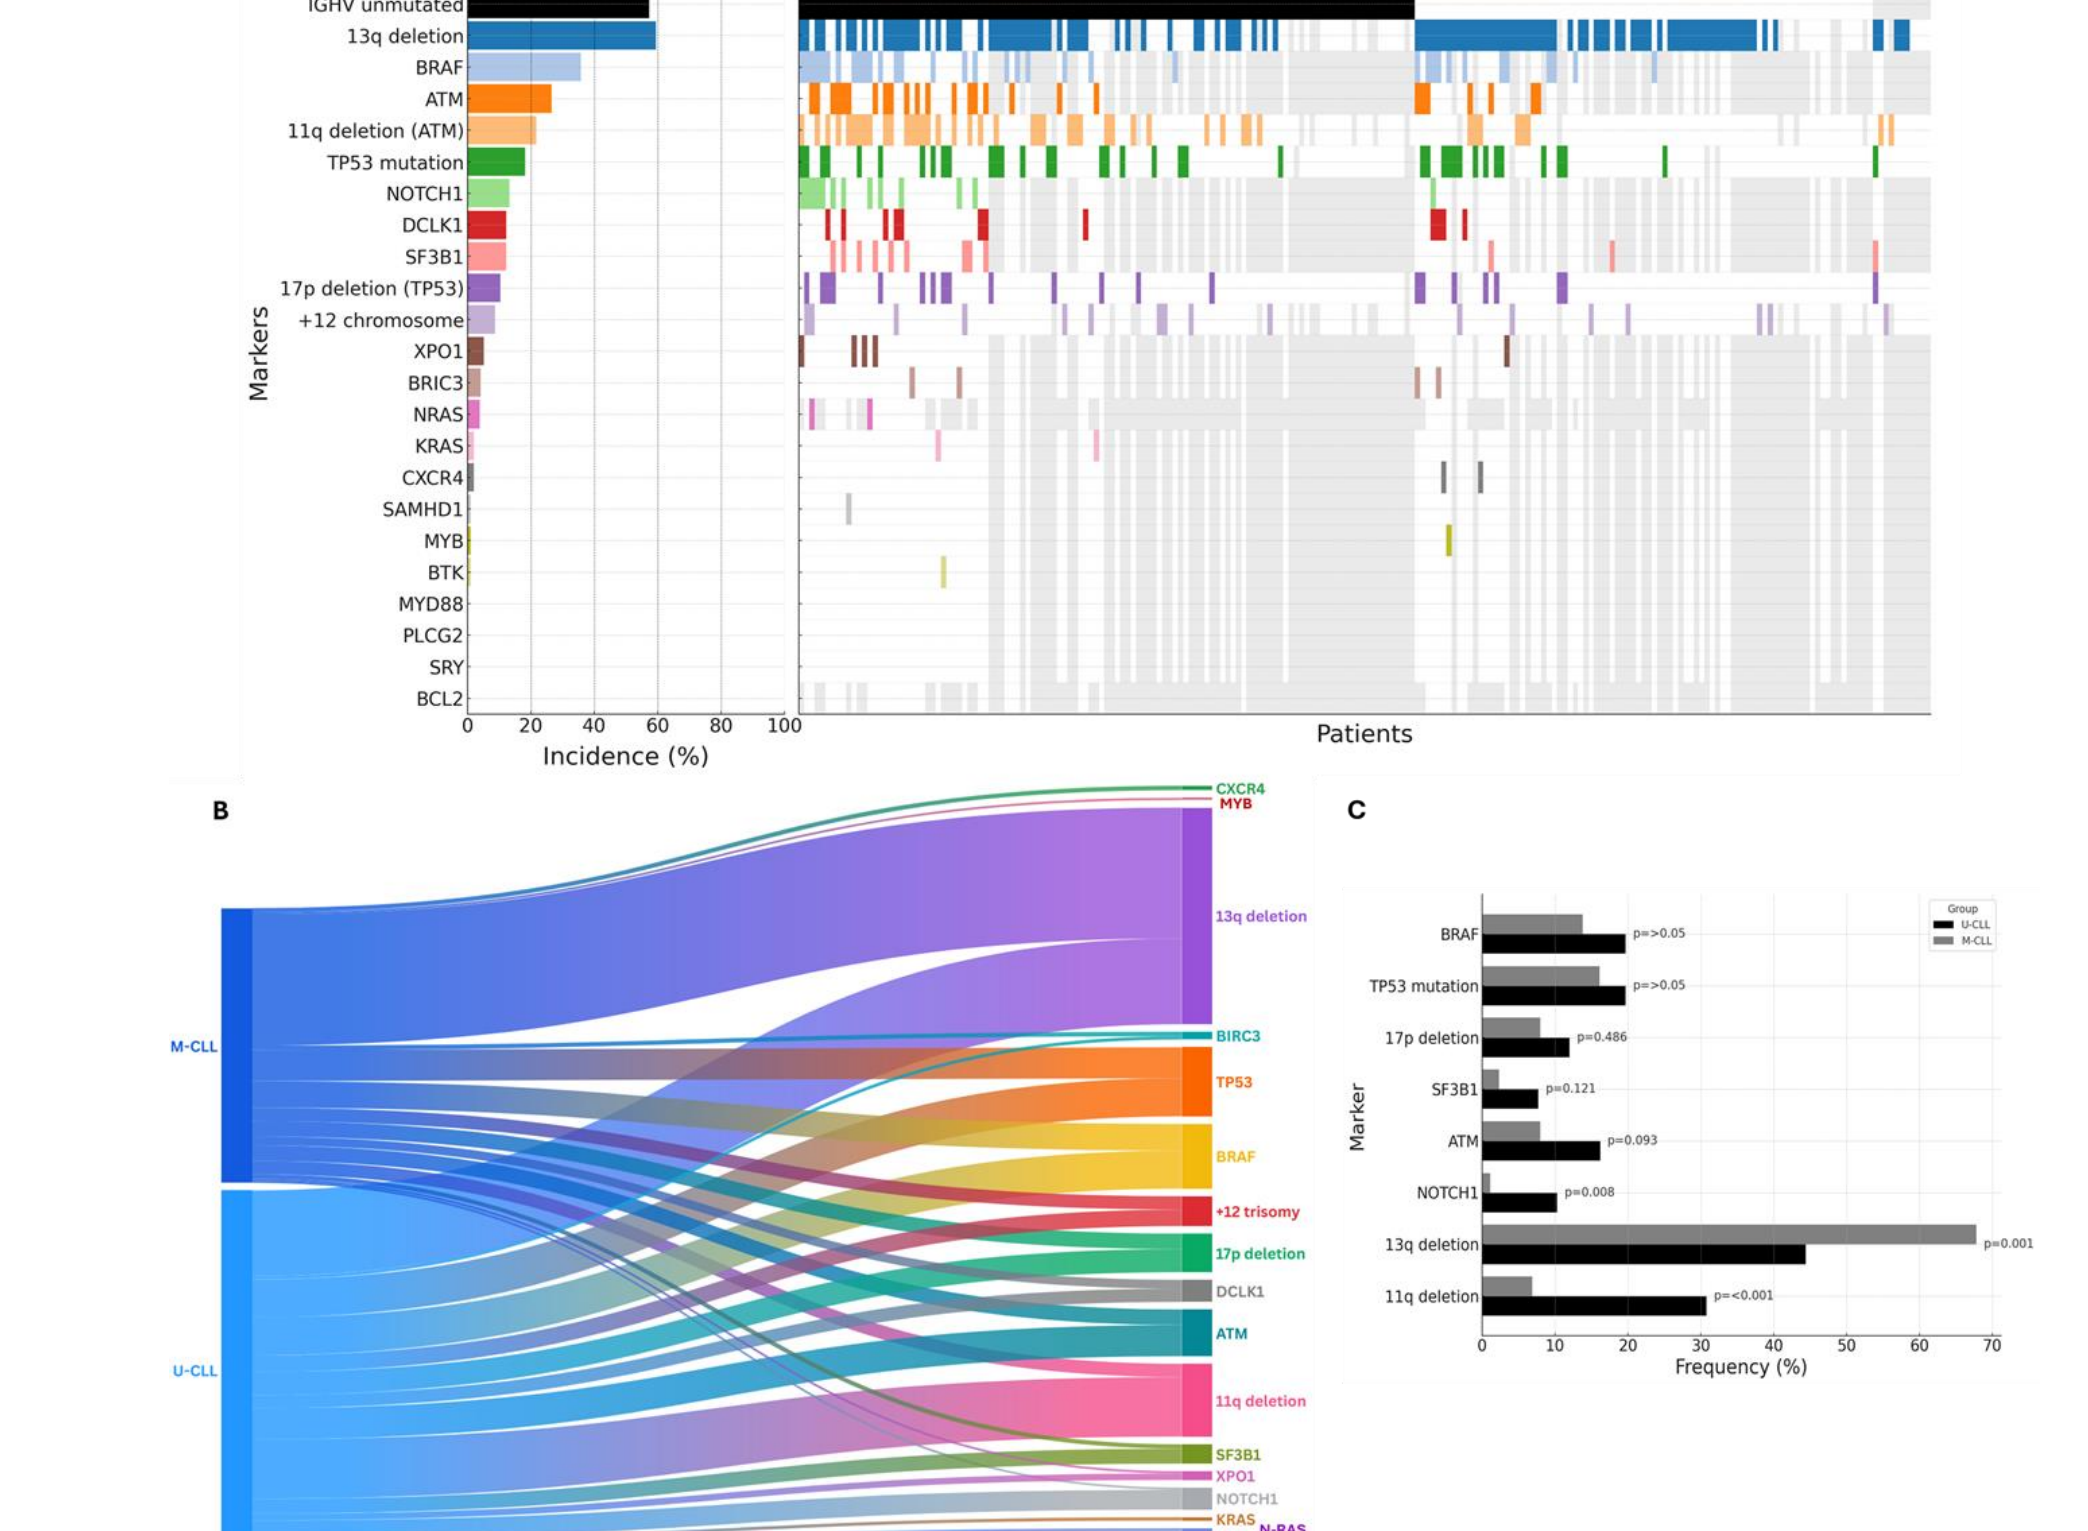 IGHV unmutated
13q deletion
BRAF
ATM
11q deletion (ATM)
TP53 mutation
NOTCH1
DCLK1
SF3B1
17p deletion (TP53)
+12 chromosome
XPO1
BRIC3
NRAS
KRAS
CXCR4
SAMHD1
MYB
BTK
MYD88
PLCG2
SRY
BCL2
Markers
0 20 40 60 80 100
Incidence (%)
Patients
B
M-CLL
U-CLL
CXCR4
MYB
13q deletion
BIRC3
TP53
BRAF
+12 trisomy
17p deletion
DCLK1
ATM
11q deletion
SF3B1
XPO1
NOTCH1
KRAS
N-RAS
C
Group
U-CLL
M-CLL
BRAF p=>0.05
TP53 mutation p=>0.05
17p deletion p=0.486
SF3B1 p=0.121
ATM p=0.093
NOTCH1 p=0.008
13q deletion p=0.001
11q deletion p=<0.001
Marker
0 10 20 30 40 50 60 70
Frequency (%)